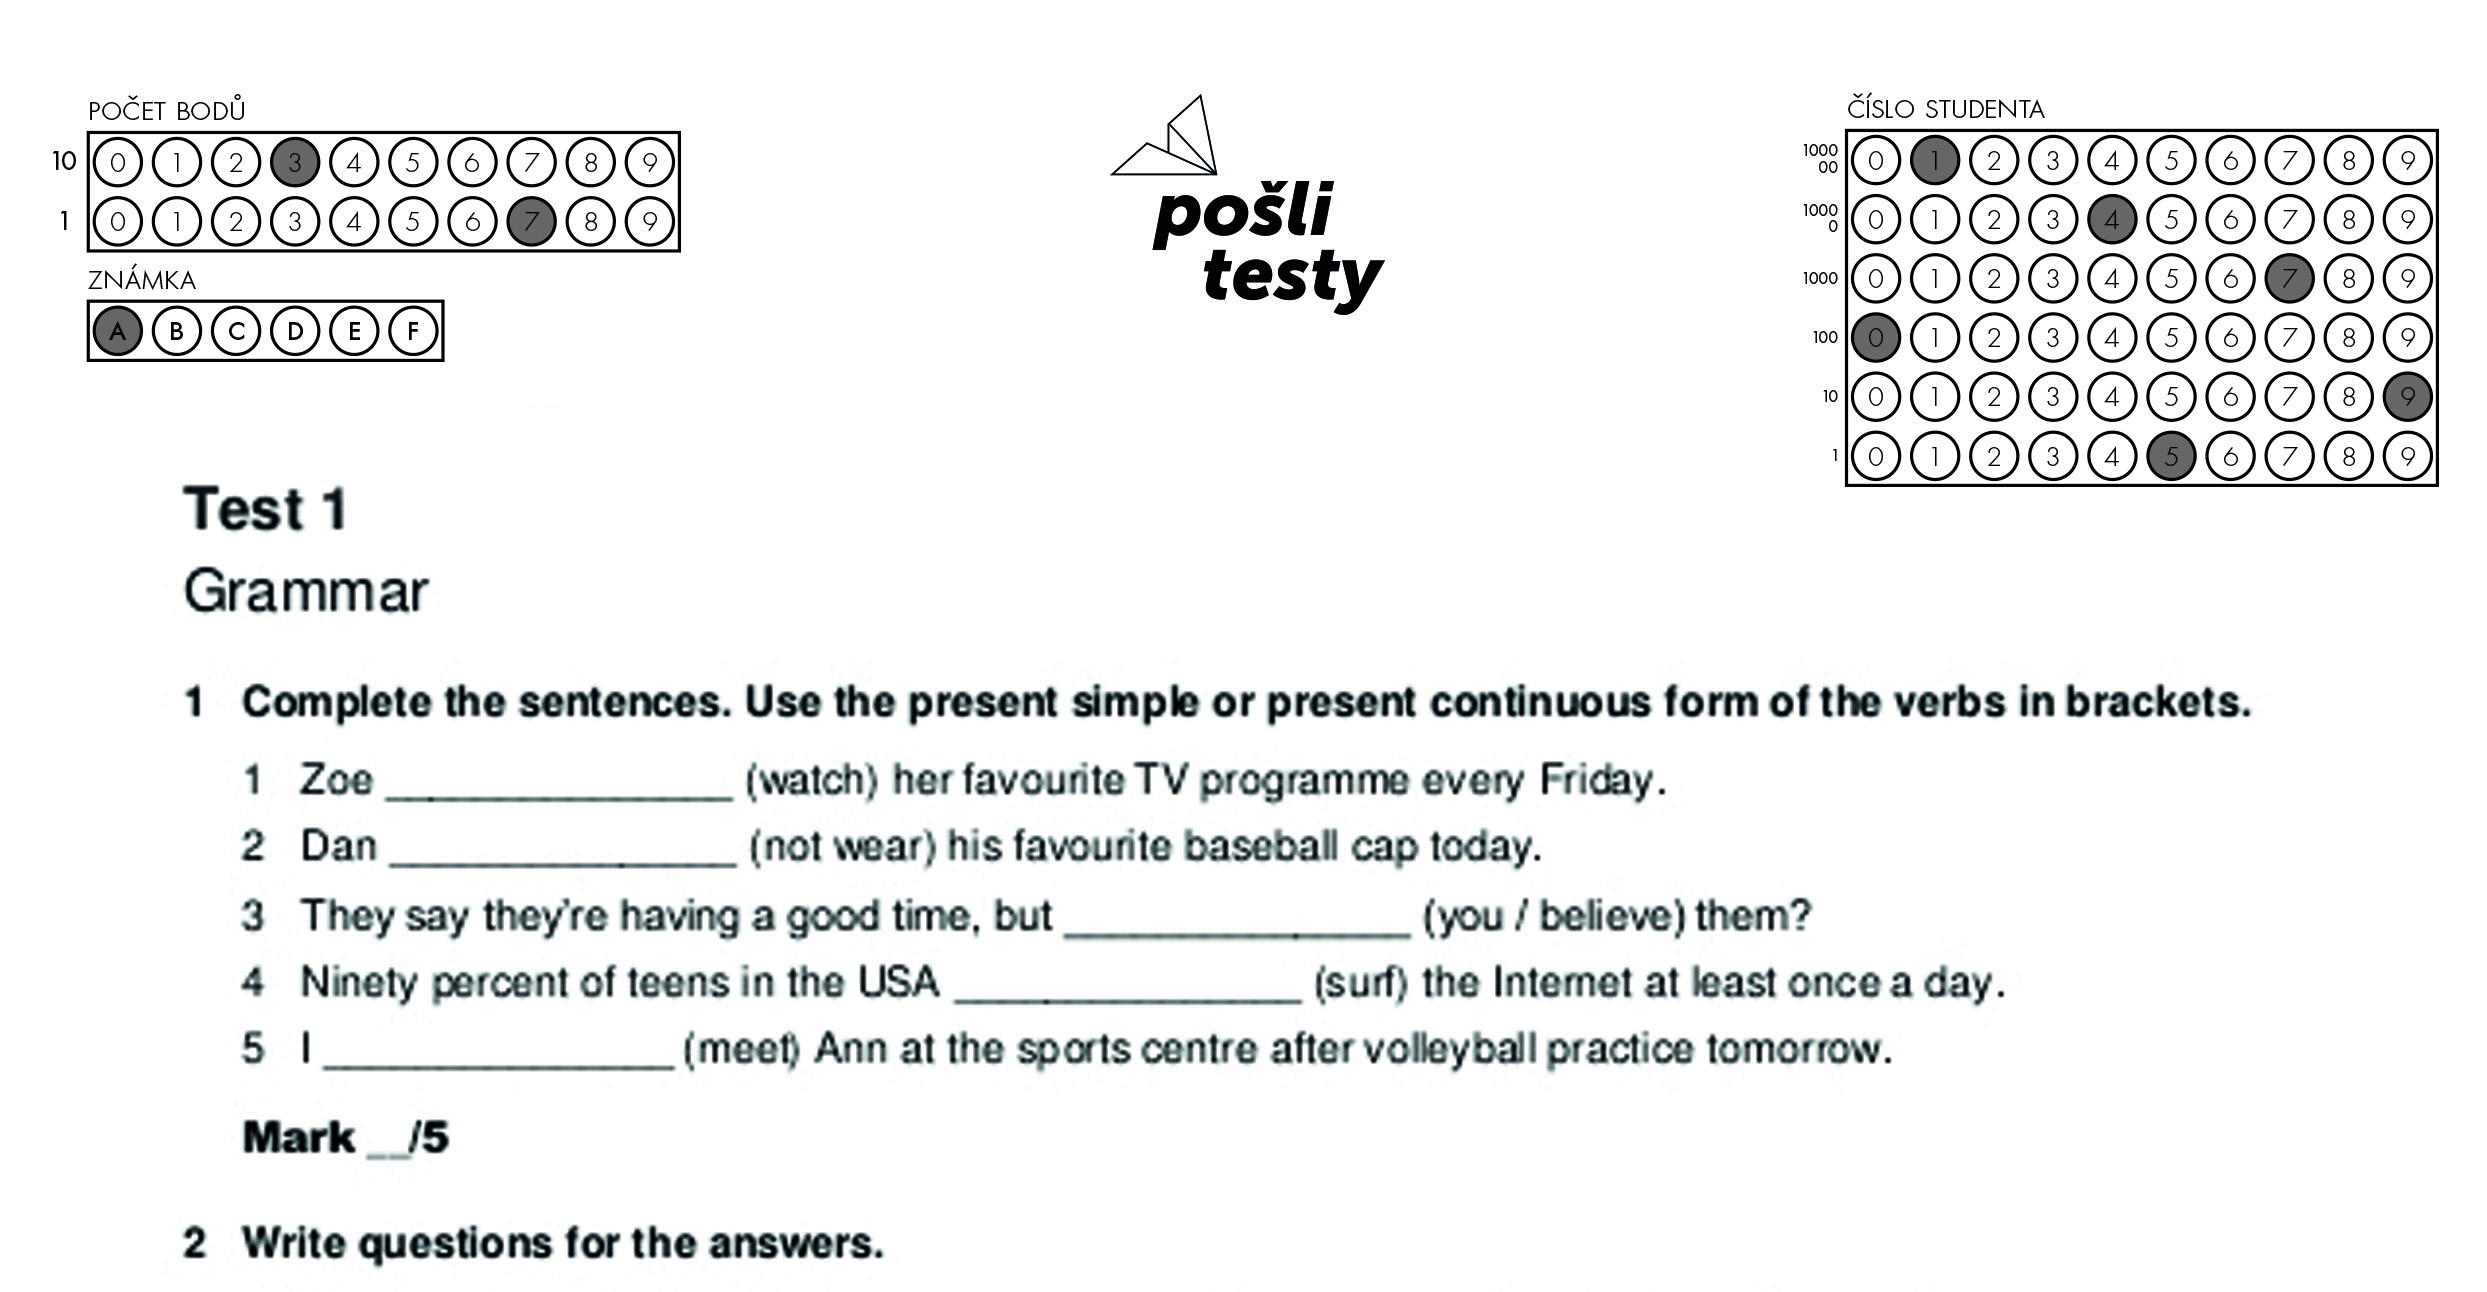 POČET BODŮ
10 0 1 2 3 4 5 6 7 8 9
1 0 1 2 3 4 5 6 7 8 9
ZNÁMKA
A B C D E F
pošli
testy
ČÍSLO STUDENTA
1000
00 0 1 2 3 4 5 6 7 8 9
1000
0 0 1 2 3 4 5 6 7 8 9
1000 0 1 2 3 4 5 6 7 8 9
100 0 1 2 3 4 5 6 7 8 9
10 0 1 2 3 4 5 6 7 8 9
1 0 1 2 3 4 5 6 7 8 9
Test 1
Grammar
1 Complete the sentences. Use the present simple or present continuous form of the verbs in brackets.
1 Zoe _______________ (watch) her favourite TV programme every Friday.
2 Dan _______________ (not wear) his favourite baseball cap today.
3 They say they're having a good time, but _______________ (you / believe) them?
4 Ninety percent of teens in the USA _______________ (surf) the Internet at least once a day.
5 I _______________ (meet) Ann at the sports centre after volleyball practice tomorrow.
Mark __/5
2 Write questions for the answers.